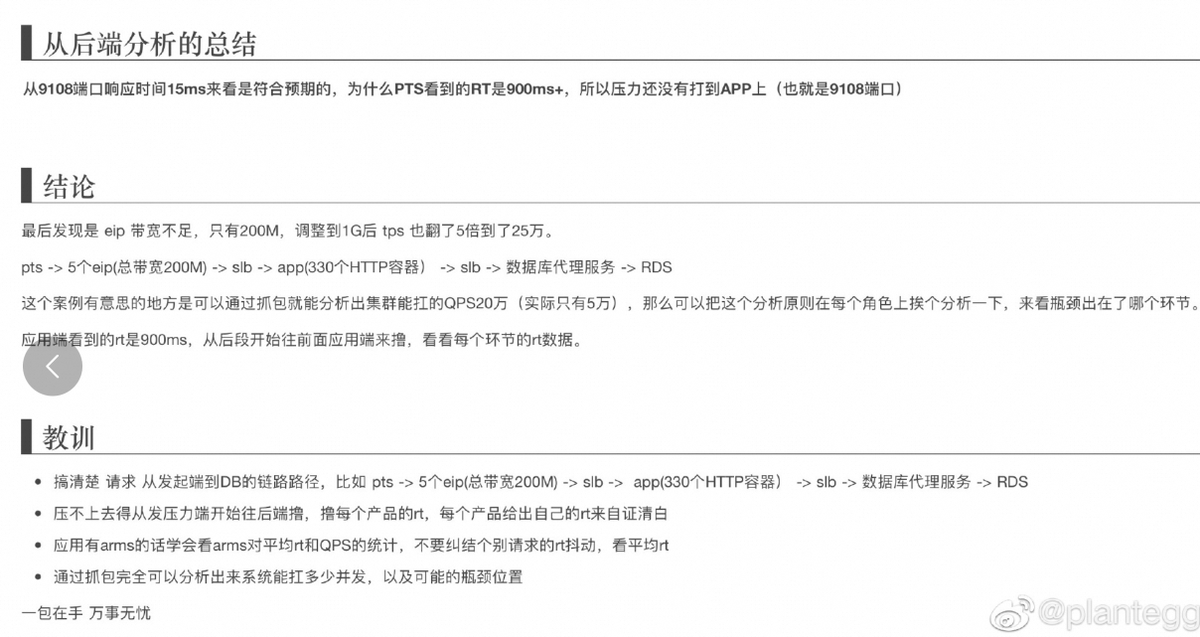 从后端分析的总结
从9108端口响应时间15ms来看是符合预期的，为什么PTS看到的RT是900ms+，所以压力还没有打到APP上（也就是9108端口）
结论
最后发现是 eip 带宽不足，只有200M，调整到1G后 tps 也翻了5倍到了25万。
pts -> 5个eip(总带宽200M) -> slb -> app(330个HTTP容器） -> slb -> 数据库代理服务 -> RDS
这个案例有意思的地方是可以通过抓包就能分析出集群能扛的QPS20万（实际只有5万），那么可以把这个分析原则在每个角色上挨个分析一下，来看瓶颈出在了哪个环节。
应用端看到的rt是900ms，从后段开始往前面应用端来撸，看看每个环节的rt数据。
教训
• 搞清楚 请求 从发起端到DB的链路路径，比如 pts -> 5个eip(总带宽200M) -> slb -> app(330个HTTP容器） -> slb -> 数据库代理服务 -> RDS
• 压不上去得从发压力端开始往后端撸，撸每个产品的rt，每个产品给出自己的rt来自证清白
• 应用有arms的话学会看arms对平均rt和QPS的统计，不要纠结个别请求的rt抖动，看平均rt
• 通过抓包完全可以分析出来系统能扛多少并发，以及可能的瓶颈位置
一包在手 万事无忧
@plantegg